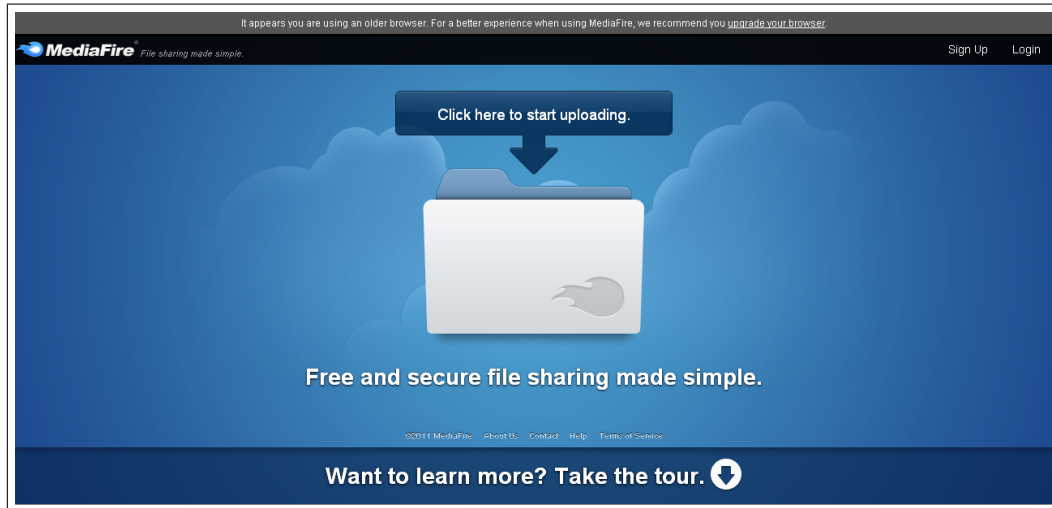 It appears you are using an older browser. For a better experience when using MediaFire, we recommend you upgrade your browser.
MediaFire® File sharing made simple. Sign Up Login
Click here to start uploading.
Free and secure file sharing made simple.
©2011 MediaFire About Us Contact Help Terms of Service
Want to learn more? Take the tour.